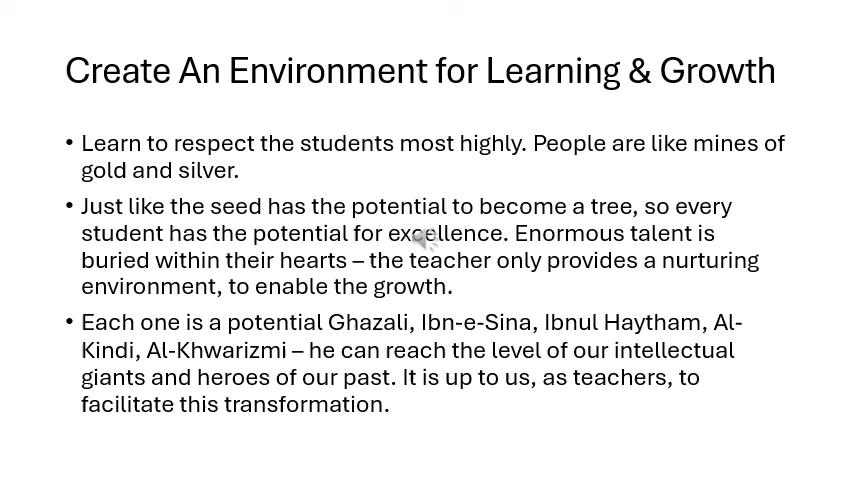 Create An Environment for Learning & Growth
• Learn to respect the students most highly. People are like mines of
gold and silver.
• Just like the seed has the potential to become a tree, so every
student has the potential for excellence. Enormous talent is
buried within their hearts – the teacher only provides a nurturing
environment, to enable the growth.
• Each one is a potential Ghazali, Ibn-e-Sina, Ibnul Haytham, Al-
Kindi, Al-Khwarizmi – he can reach the level of our intellectual
giants and heroes of our past. It is up to us, as teachers, to
facilitate this transformation.